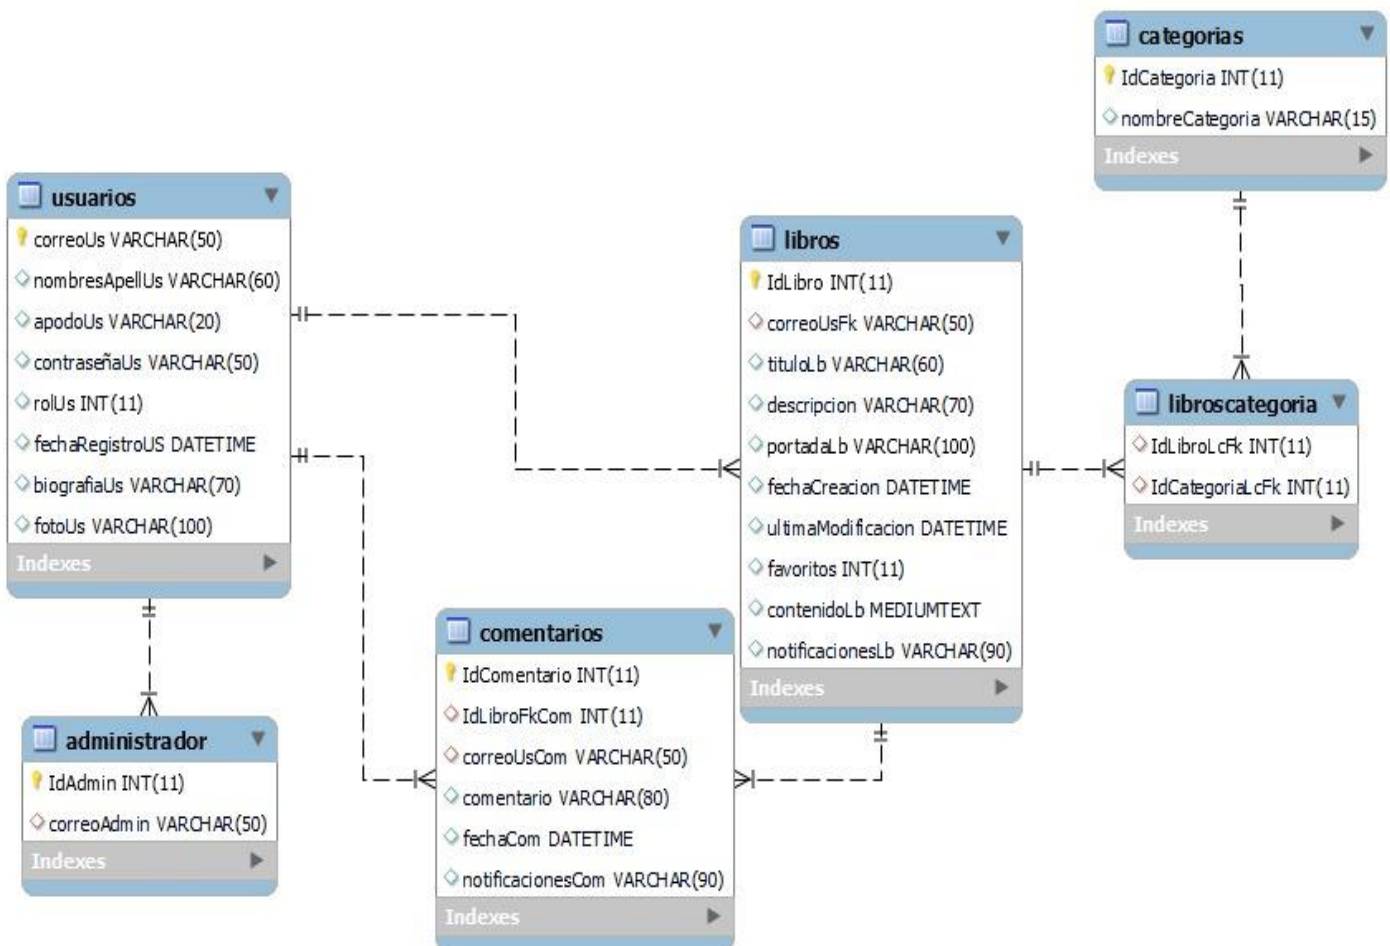 categorias
IdCategoria INT(11)
nombreCategoria VARCHAR(15)
Indexes
usuarios
correoUs VARCHAR(50)
nombresApellUs VARCHAR(60)
apodoUs VARCHAR(20)
contraseñaUs VARCHAR(50)
rolUs INT(11)
fechaRegistroUS DATETIME
biografiaUs VARCHAR(70)
fotoUs VARCHAR(100)
Indexes
libros
IdLibro INT(11)
correoUsFk VARCHAR(50)
tituloLb VARCHAR(60)
descripcion VARCHAR(70)
portadaLb VARCHAR(100)
fechaCreacion DATETIME
ultimaModificacion DATETIME
favoritos INT(11)
contenidoLb MEDIUMTEXT
notificacionesLb VARCHAR(90)
Indexes
libroscategoria
IdLibroLcFk INT(11)
IdCategoriaLcFk INT(11)
Indexes
comentarios
IdComentario INT(11)
IdLibroFkCom INT(11)
correoUsCom VARCHAR(50)
comentario VARCHAR(80)
fechaCom DATETIME
notificacionesCom VARCHAR(90)
Indexes
administrador
IdAdmin INT(11)
correoAdmin VARCHAR(50)
Indexes